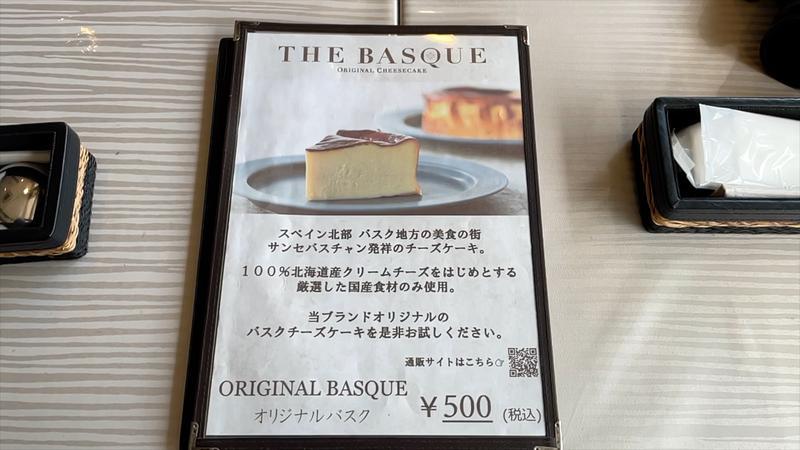 THE BASQUE
ORIGINAL CHEESECAKE
スペイン北部 バスク地方の美食の街
サンセバスチャン発祥のチーズケーキ。
100%北海道産クリームチーズをはじめとする
厳選した国産食材のみ使用。
当ブランドオリジナルの
バスクチーズケーキを是非お試しください。
通販サイトはこちら☞
ORIGINAL BASQUE
オリジナルバスク ¥500 (税込)